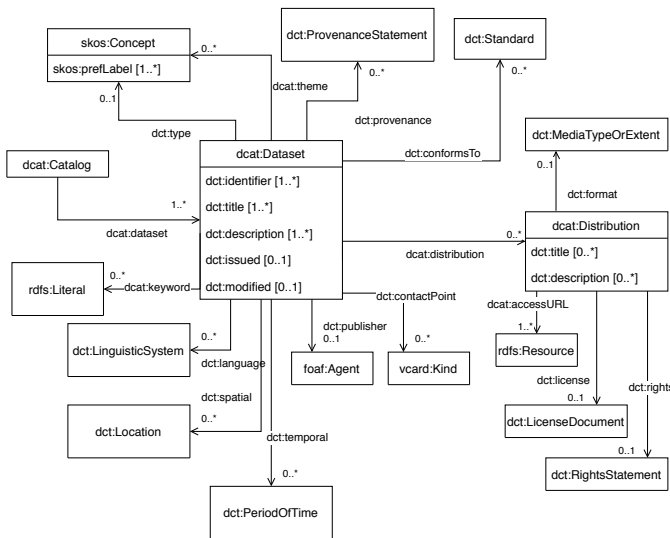 skos:Concept
skos:prefLabel [1..*]
0..*
0..1
dct:type
dcat:theme
dct:ProvenanceStatement
0..*
dct:provenance
dct:Standard
0..*
dct:conformsTo
dcat:Catalog
1..*
dcat:dataset
dcat:Dataset
dct:identifier [1..*]
dct:title [1..*]
dct:description [1..*]
dct:issued [0..1]
dct:modified [0..1]
dct:MediaTypeOrExtent
0..1
dct:format
dcat:Distribution
dct:title [0..*]
dct:description [0..*]
0..*
dcat:distribution
rdfs:Literal
0..*
dcat:keyword
dct:contactPoint
dcat:accessURL
1..*
rdfs:Resource
dct:LinguisticSystem
0..*
dct:language
dct:publisher
0..1
foaf:Agent
0..*
vcard:Kind
dct:license
0..1
dct:LicenseDocument
dct:rights
0..1
dct:RightsStatement
dct:spatial
0..*
dct:Location
dct:temporal
0..*
dct:PeriodOfTime